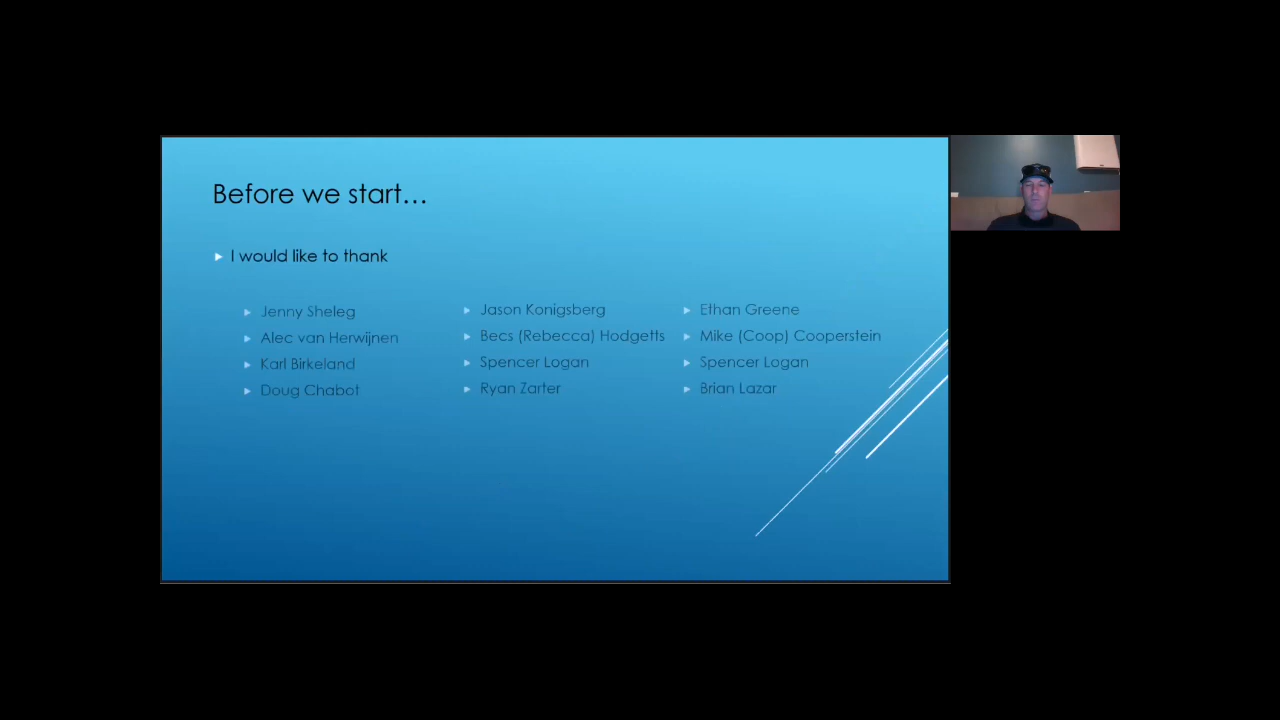 Before we start...
I would like to thank
Jenny Sheleg
Alec van Herwijnen
Karl Birkeland
Doug Chabot
Jason Konigsberg
Becs (Rebecca) Hodgetts
Spencer Logan
Ryan Zarter
Ethan Greene
Mike (Coop) Cooperstein
Spencer Logan
Brian Lazar